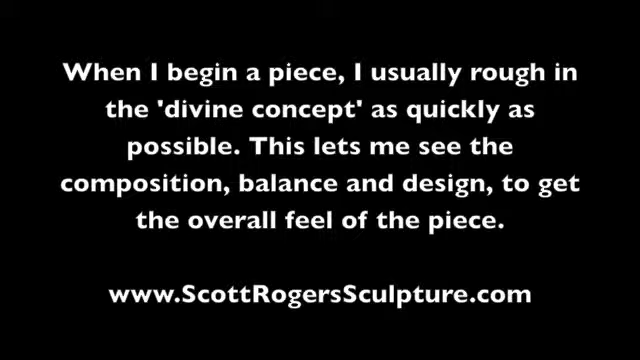 When I begin a piece, I usually rough in
the 'divine concept' as quickly as
possible. This lets me see the
composition, balance and design, to get
the overall feel of the piece.
www.ScottRogersSculpture.com